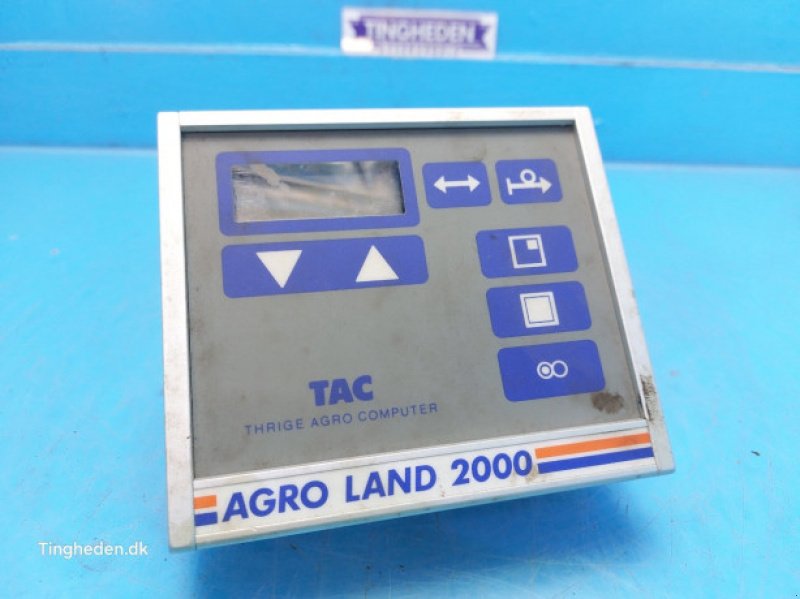 TINGHEDEN
TAC
THRIGE AGRO COMPUTER
AGRO LAND 2000
Tingheden.dk